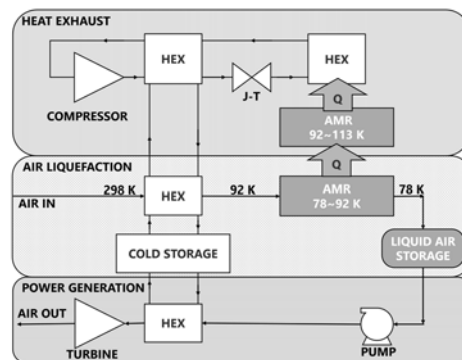 HEAT EXHAUST
HEX
HEX
COMPRESSOR
J-T
Q
AMR
92~113 K
Q
AIR LIQUEFACTION
298 K
HEX
92 K
AMR
78~92 K
78 K
AIR IN
COLD STORAGE
LIQUID AIR
STORAGE
POWER GENERATION
AIR OUT
HEX
TURBINE
PUMP